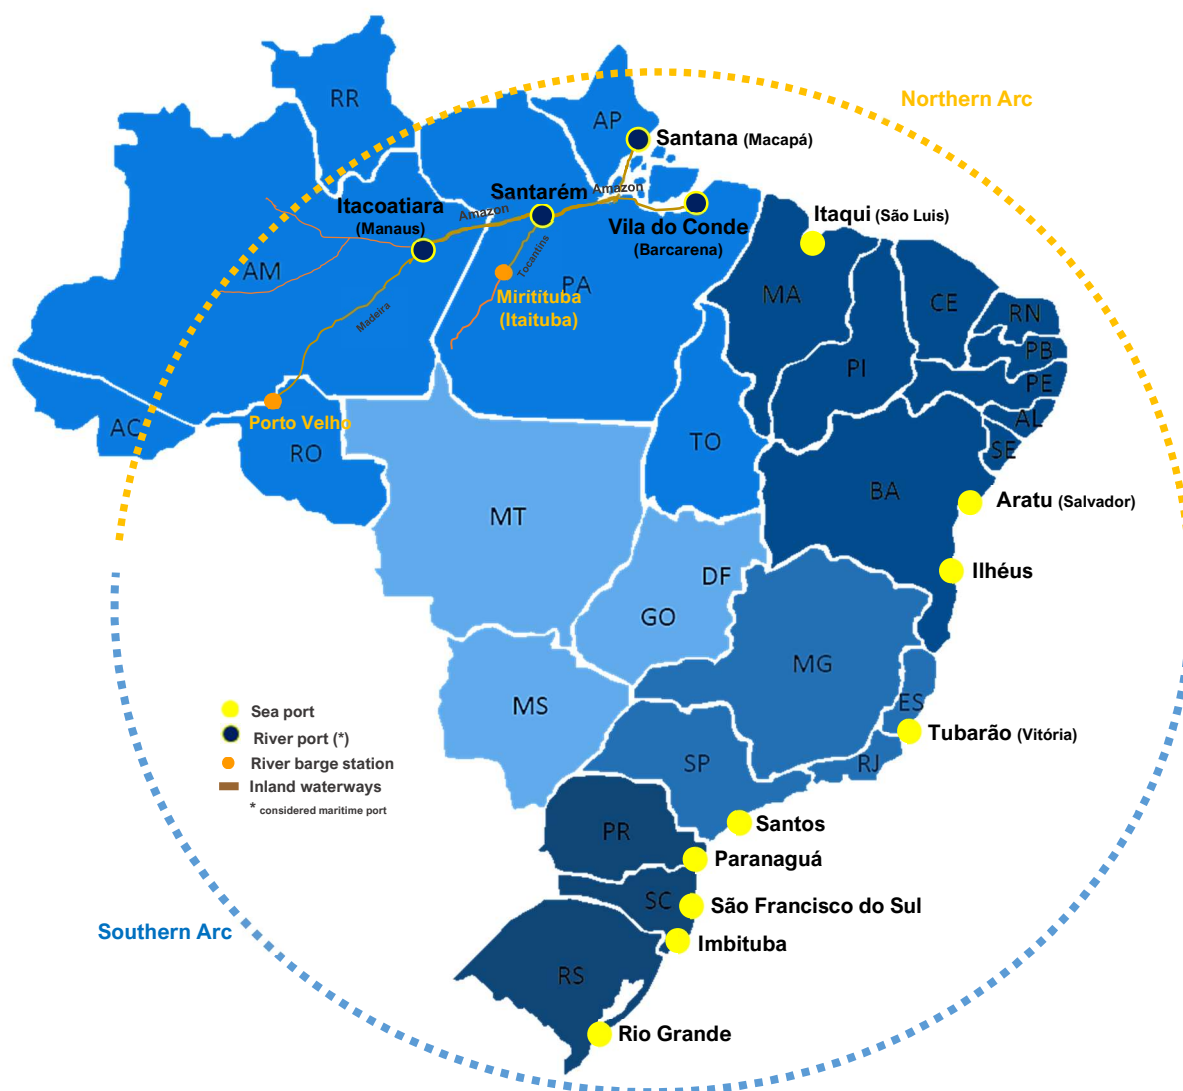 RR
Northern Arc
AP
Santana (Macapá)
Santarém
Amazon
Itacoatiara
(Manaus)
Amazon
Vila do Conde
(Barcarena)
Itaqui (São Luis)
AM
Tocantins
PA
MA
CE
RN
Miritituba
(Itaituba)
Madeira
PB
PI
PE
AL
AC
Porto Velho
RO
TO
SE
BA
Aratu (Salvador)
MT
Ilhéus
DF
GO
MG
MS
ES
Sea port
Tubarão (Vitória)
River port (*)
SP
RJ
River barge station
Inland waterways
* considered maritime port
Santos
PR
Paranaguá
SC
São Francisco do Sul
Southern Arc
Imbituba
RS
Rio Grande